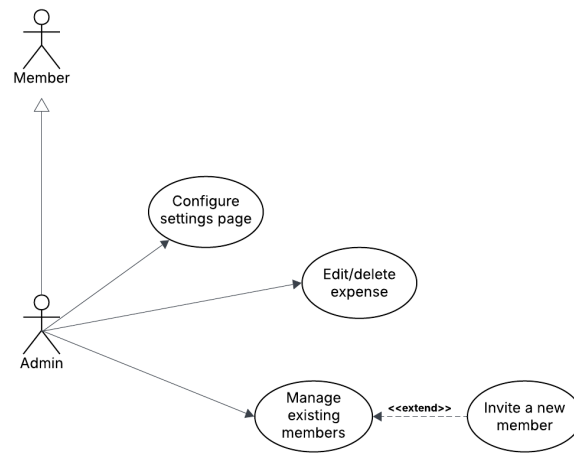 Member
Configure
settings page
Edit/delete
expense
Admin
Manage
existing
members
<<extend>>
Invite a new
member